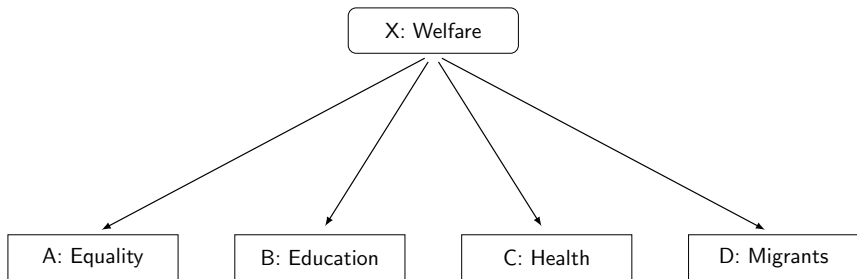 X: Welfare
A: Equality
B: Education
C: Health
D: Migrants